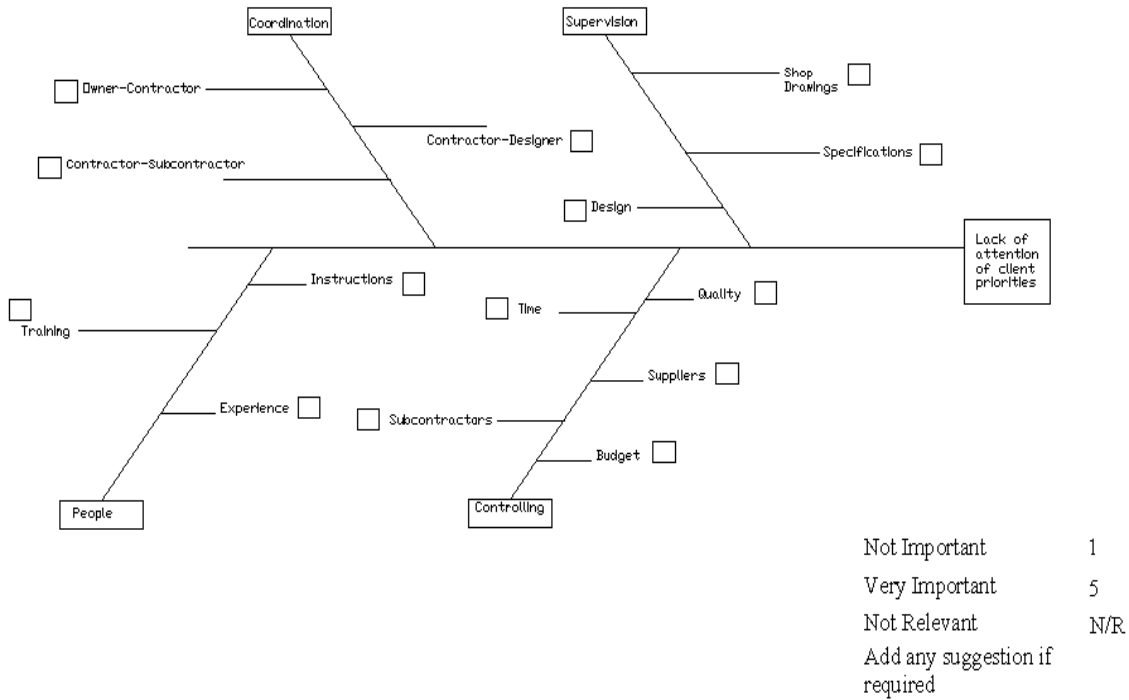 Coordination
Supervision
Owner-Contractor
Shop
Drawings
Contractor-Designer
Contractor-Subcontractor
Specifications
Design
Lack of
attention
of client
priorities
Instructions
Quality
Time
Training
Suppliers
Experience
Subcontractors
Budget
People
Controlling
Not Important 1
Very Important 5
Not Relevant N/R
Add any suggestion if
required